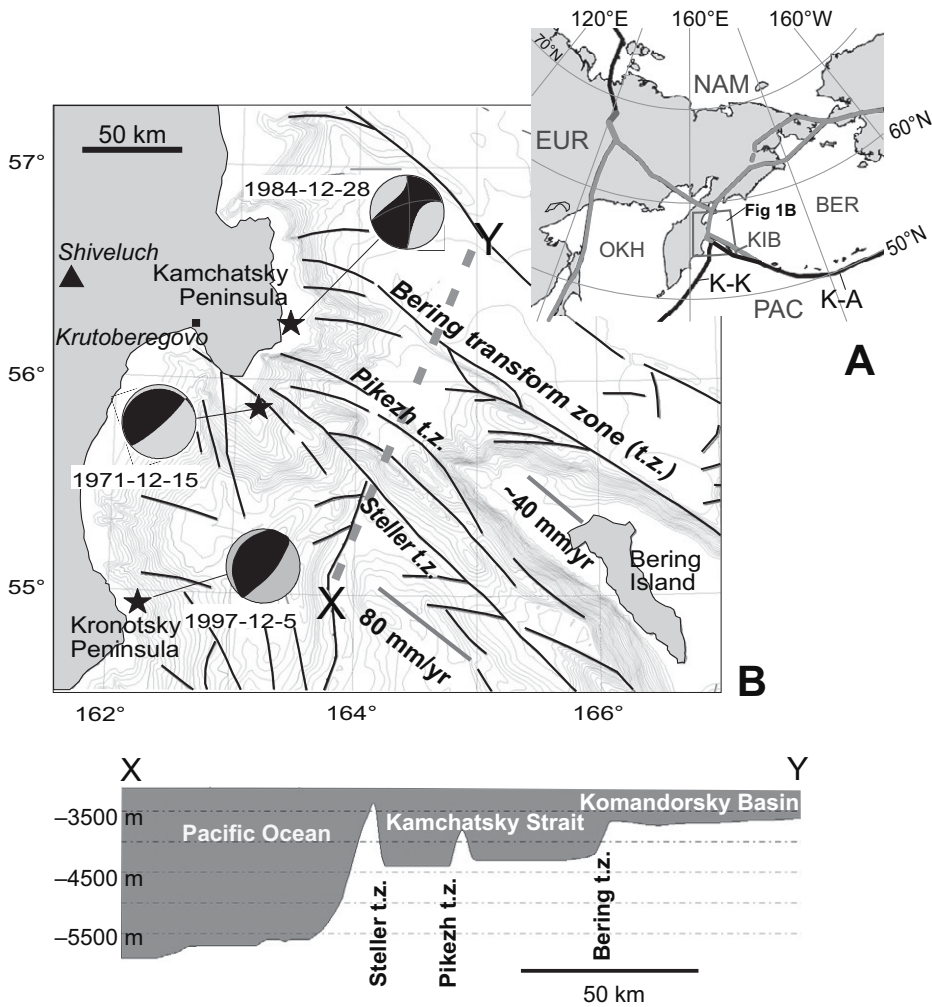 120°E
160°E
160°W
70°N
NAM
EUR
60°N
Fig 1B
BER
OKH
KIB
50°N
K-K
K-A
PAC
A
50 km
57°
1984-12-28
Y
Shiveluch
Kamchatsky
Peninsula
Krutoberegovo
Bering transform zone (t.z.)
56°
Pikezh t.z.
1971-12-15
~40 mm/yr
Steller t.z.
Bering
Island
55°
X
1997-12-5
Kronotsky
Peninsula
80 mm/yr
B
162°
164°
166°
X
Y
–3500 m
Komandorsky Basin
Pacific Ocean
Kamchatsky Strait
–4500 m
Steller t.z.
Pikezh t.z.
Bering t.z.
–5500 m
50 km